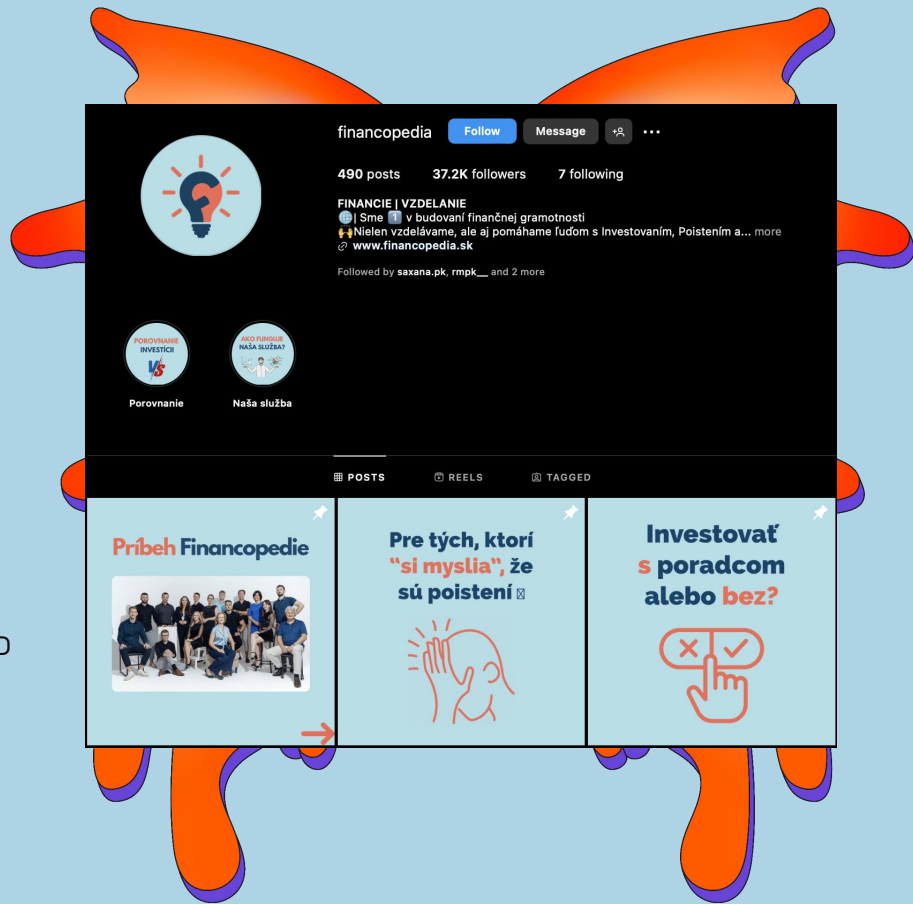 financopedia Follow Message
490 posts 37.2K followers 7 following
FINANCIE | VZDELANIE
🌐| Sme 1️⃣ v budovaní finančnej gramotnosti
🙌Nielen vzdelávame, ale aj pomáhame ľuďom s Investovaním, Poistením a... more
www.financopedia.sk
Followed by saxana.pk, rmpk__ and 2 more
POROVNANIE
INVESTÍCII
VS
AKO FUNGUJE
NAŠA SLUŽBA?
Porovnanie Naša služba
POSTS REELS TAGGED
Príbeh Financopedie
Pre tých, ktorí
“si myslia”, že
sú poistení
Investovať
s poradcom
alebo bez?